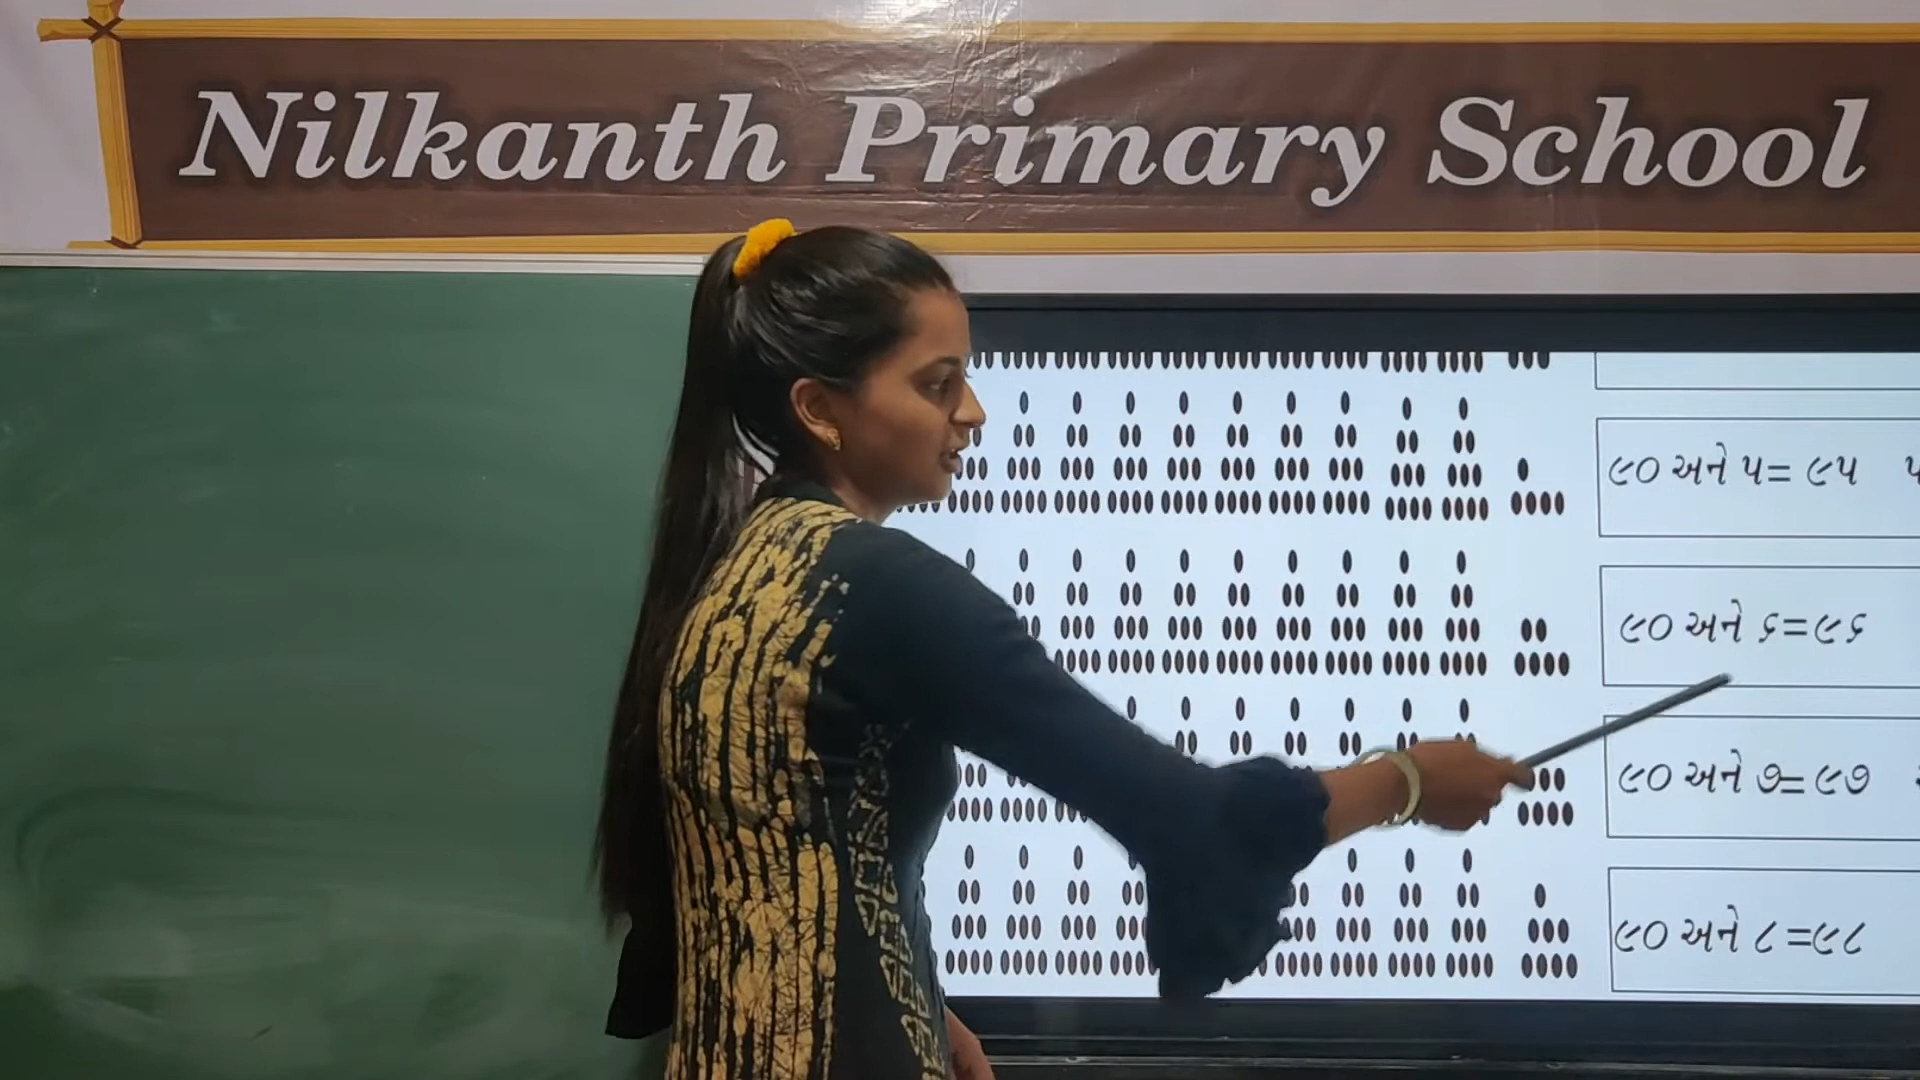 Nilkanth Primary School
૯૦ અને ૫= ૯૫
૯૦ અને ૬=૯૬
૯૦ અને ૭=૯૭
૯૦ અને ૮=૯૮